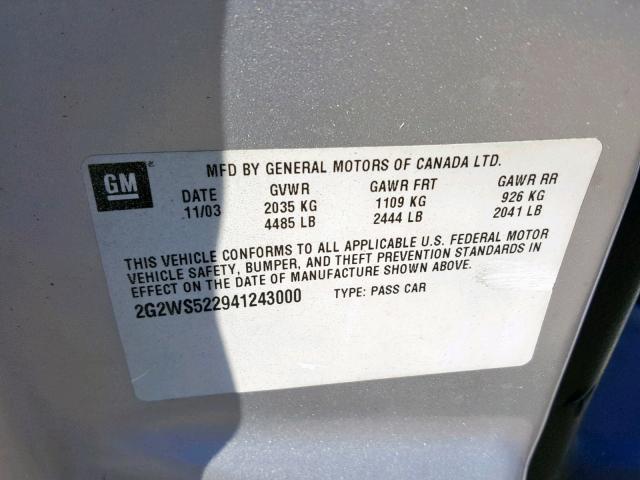 GM
MFD BY GENERAL MOTORS OF CANADA LTD.
DATE GVWR GAWR FRT GAWR RR
11/03 2035 KG 1109 KG 926 KG
4485 LB 2444 LB 2041 LB
THIS VEHICLE CONFORMS TO ALL APPLICABLE U.S. FEDERAL MOTOR
VEHICLE SAFETY, BUMPER, AND THEFT PREVENTION STANDARDS IN
EFFECT ON THE DATE OF MANUFACTURE SHOWN ABOVE.
2G2WS522941243000 TYPE: PASS CAR